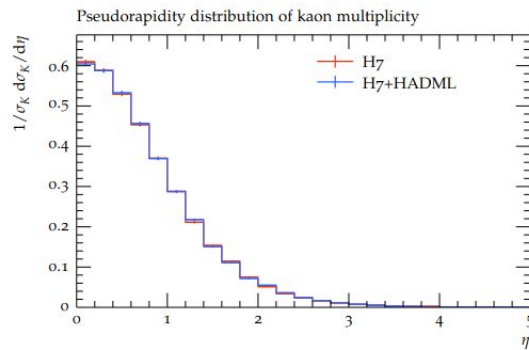 Pseudorapidity distribution of kaon multiplicity
1/σ_K dσ_K/dη
H7
H7+HADML
0.6
0.5
0.4
0.3
0.2
0.1
0
0 1 2 3 4 5
η